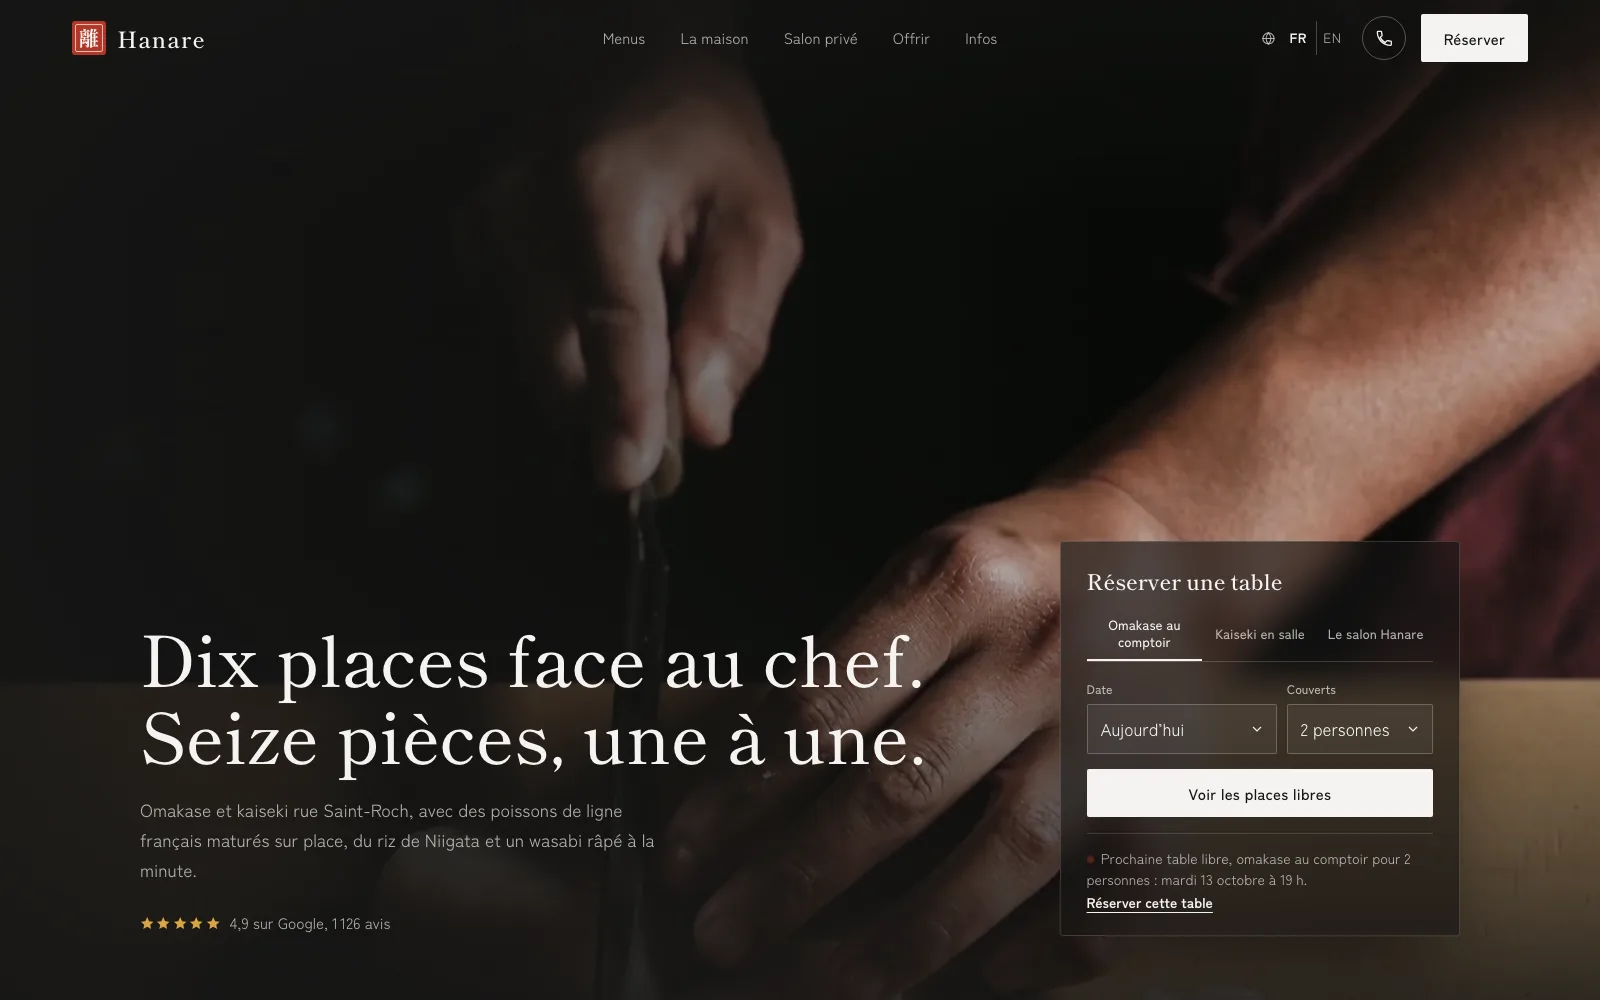 離 Hanare
Menus La maison Salon privé Offrir Infos
FR EN
Réserver
Dix places face au chef.
Seize pièces, une à une.
Omakase et kaiseki rue Saint-Roch, avec des poissons de ligne
français maturés sur place, du riz de Niigata et un wasabi râpé à la
minute.
4,9 sur Google, 1 126 avis
Réserver une table
Omakase au
comptoir
Kaiseki en salle
Le salon Hanare
Date
Couverts
Aujourd’hui
2 personnes
Voir les places libres
Prochaine table libre, omakase au comptoir pour 2
personnes : mardi 13 octobre à 19 h.
Réserver cette table